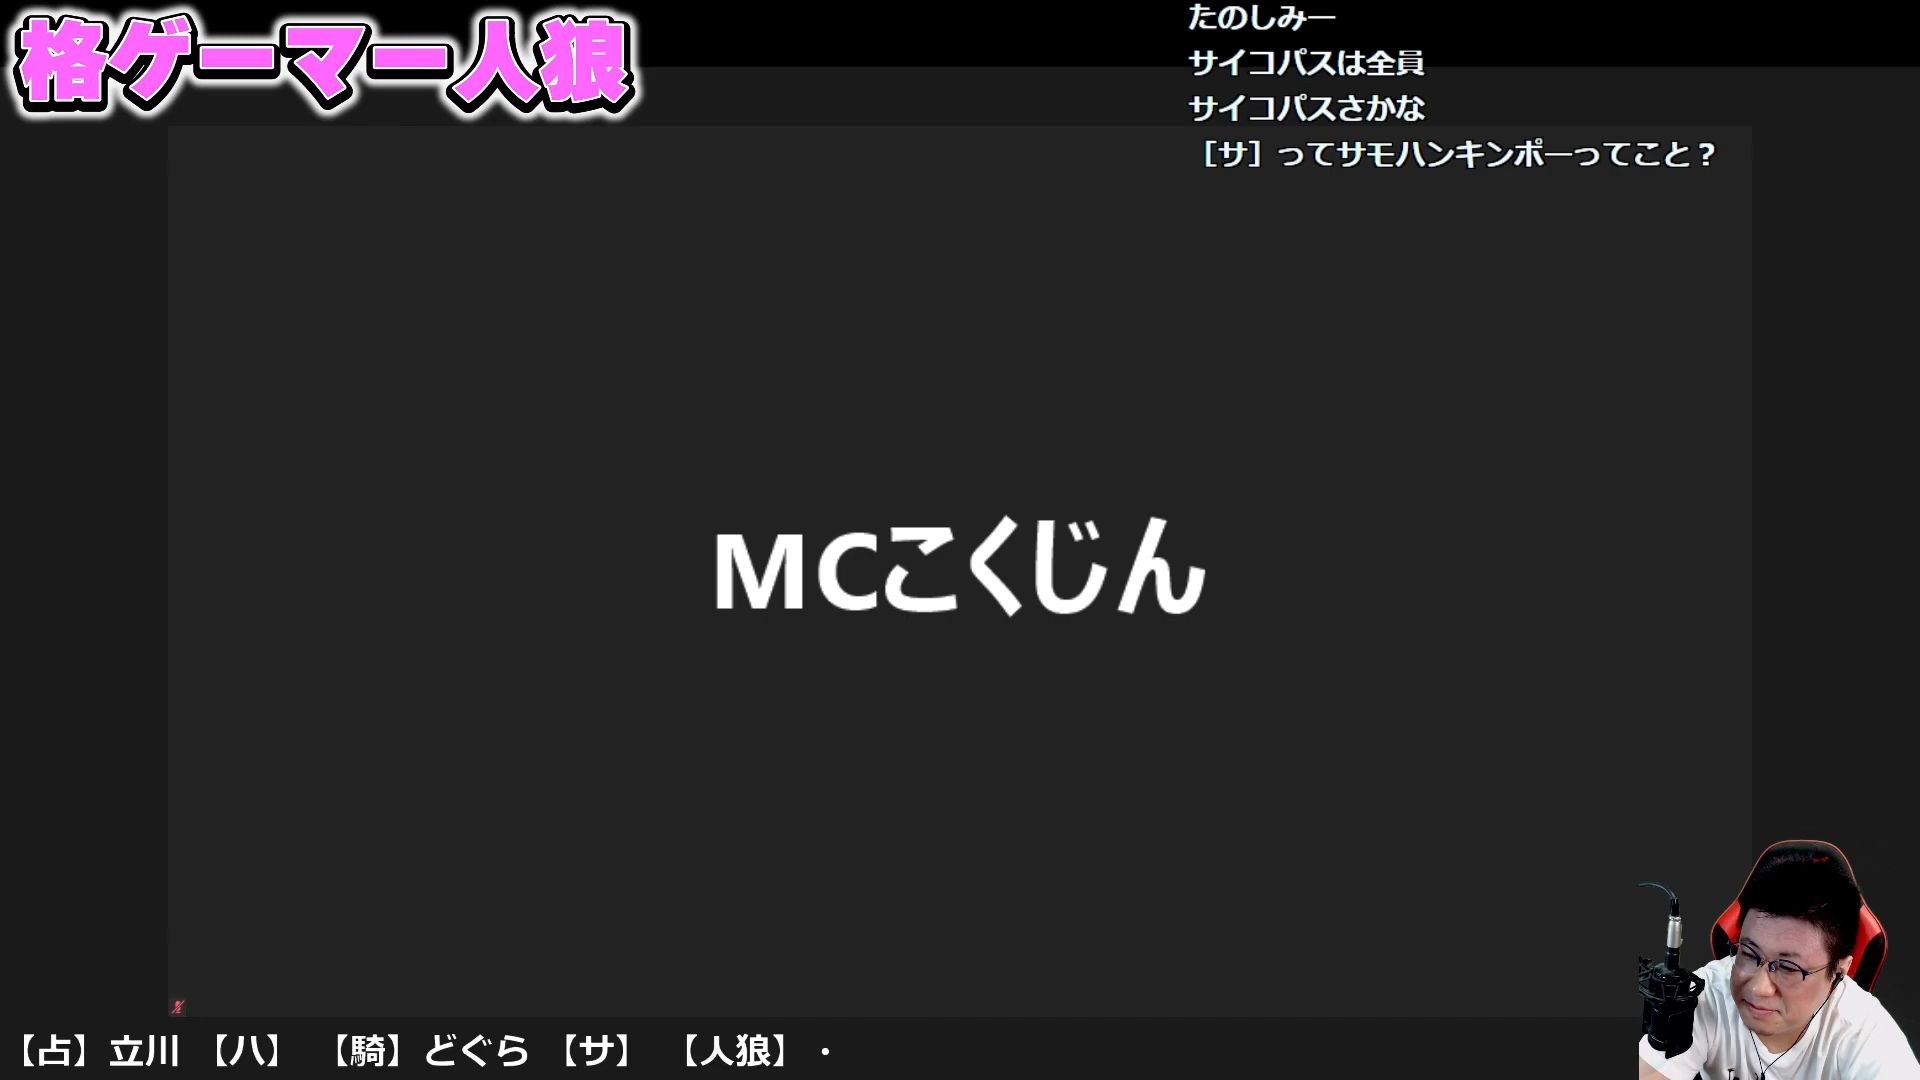 格ゲーマー人狼
たのしみー
サイコパスは全員
サイコパスさかな
［サ］ってサモハンキンポーってこと？
MCこくじん
【占】立川 【ハ】 【騎】どぐら 【サ】 【人狼】・